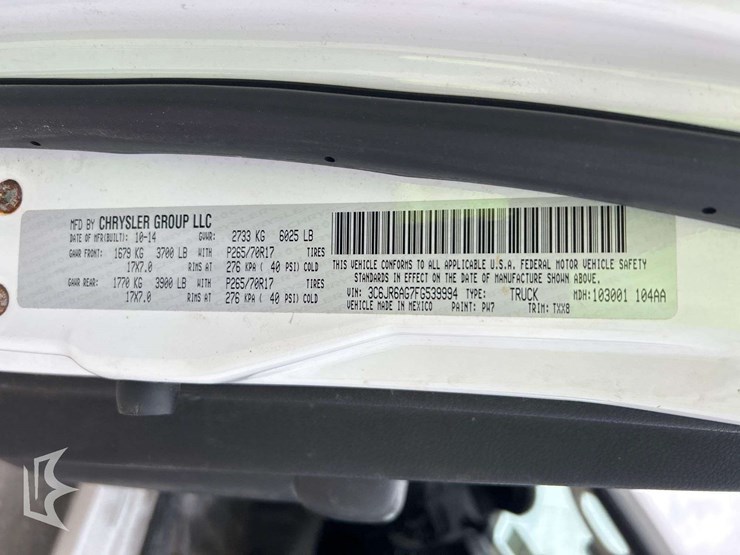 MFD BY CHRYSLER GROUP LLC
DATE OF MFR(BUILT): 10-14 GVWR: 2733 KG 6025 LB
GAWR FRONT: 1679 KG 3700 LB WITH P265/70R17 TIRES
17X7.0 RIMS AT 276 KPA ( 40 PSI) COLD
GAWR REAR: 1770 KG 3900 LB WITH P265/70R17 TIRES
17X7.0 RIMS AT 276 KPA ( 40 PSI) COLD
THIS VEHICLE CONFORMS TO ALL APPLICABLE U.S.A. FEDERAL MOTOR VEHICLE SAFETY
STANDARDS IN EFFECT ON THE DATE OF MANUFACTURE SHOWN ABOVE.
VIN: 3C6JR6AG7FG539994 TYPE: TRUCK MDH:103001 104AA
VEHICLE MADE IN MEXICO PAINT: PW7 TRIM: TXX8